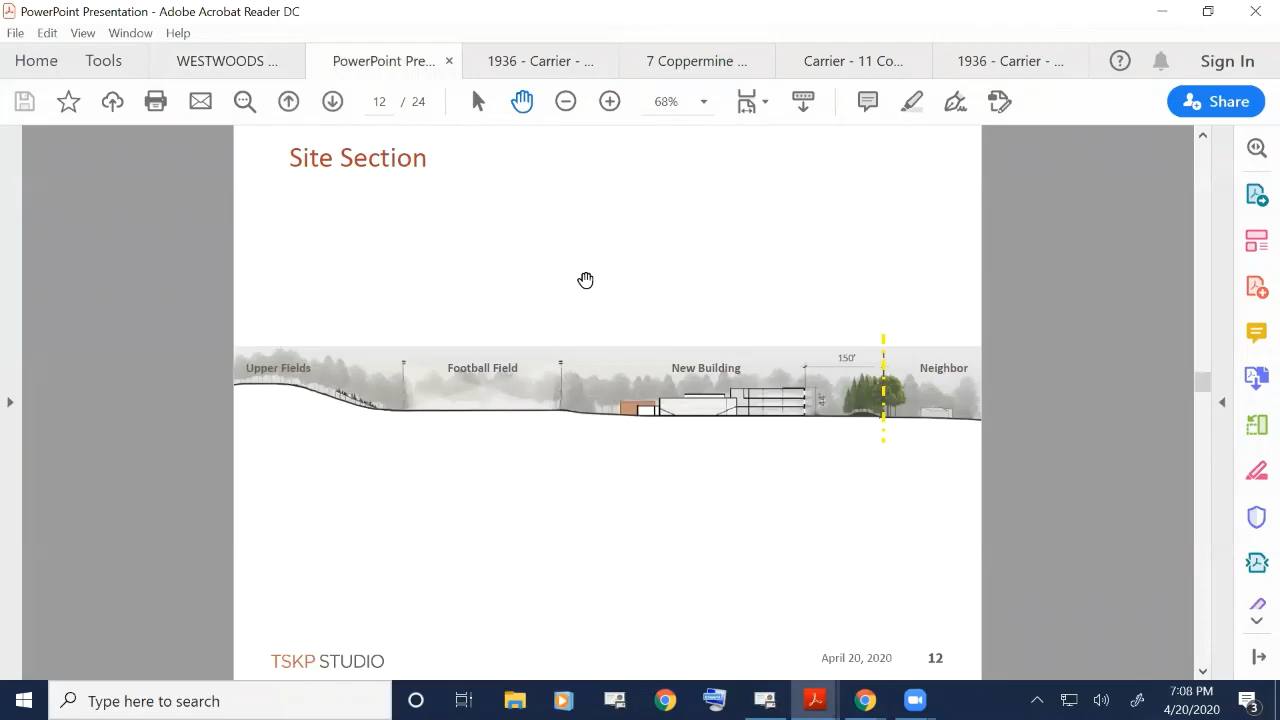 PowerPoint Presentation - Adobe Acrobat Reader DC
File Edit View Window Help
Home Tools WESTWOODS ... PowerPoint Pre... × 1936 - Carrier - ... 7 Coppermine ... Carrier - 11 Co... 1936 - Carrier - ... Sign In
12 / 24 68% Share
Site Section
150'
Upper Fields Football Field New Building Neighbor
44'
TSKP STUDIO April 20, 2020 12
Type here to search
7:08 PM
4/20/2020
3